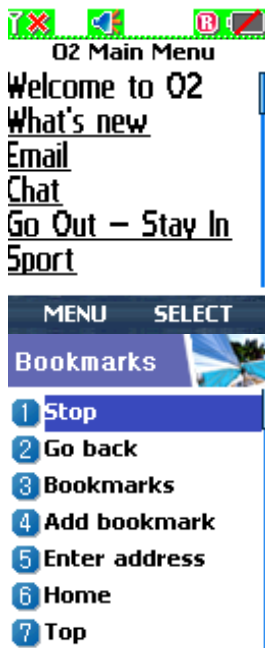 O2 Main Menu
Welcome to O2
What's new
Email
Chat
Go Out – Stay In
Sport
MENU SELECT
Bookmarks
1 Stop
2 Go back
3 Bookmarks
4 Add bookmark
5 Enter address
6 Home
7 Top